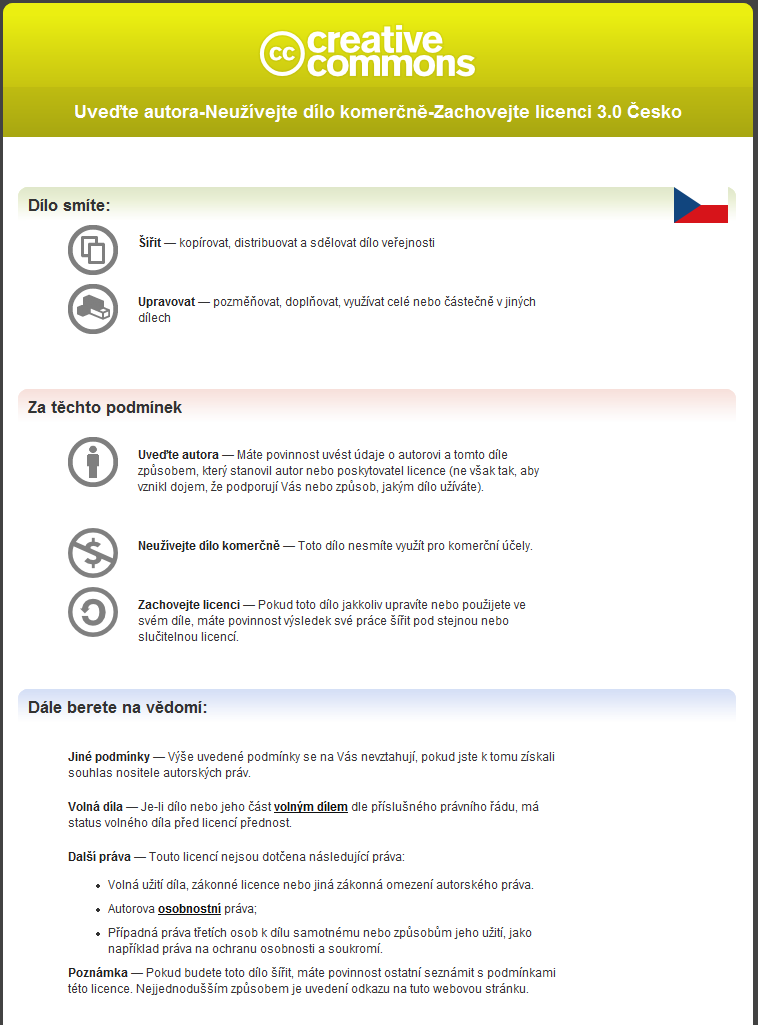 cc creative
commons
Uveďte autora-Neužívejte dílo komerčně-Zachovejte licenci 3.0 Česko
Dílo smíte:
Šířit — kopírovat, distribuovat a sdělovat dílo veřejnosti
Upravovat — pozměňovat, doplňovat, využívat celé nebo částečně v jiných
dílech
Za těchto podmínek
Uveďte autora — Máte povinnost uvést údaje o autorovi a tomto díle
způsobem, který stanovil autor nebo poskytovatel licence (ne však tak, aby
vznikl dojem, že podporují Vás nebo způsob, jakým dílo užíváte).
$
Neužívejte dílo komerčně — Toto dílo nesmíte využít pro komerční účely.
Zachovejte licenci — Pokud toto dílo jakkoliv upravíte nebo použijete ve
svém díle, máte povinnost výsledek své práce šířit pod stejnou nebo
slučitelnou licencí.
Dále berete na vědomí:
Jiné podmínky — Výše uvedené podmínky se na Vás nevztahují, pokud jste k tomu získali
souhlas nositele autorských práv.
Volná díla — Je-li dílo nebo jeho část volným dílem dle příslušného právního řádu, má
status volného díla před licencí přednost.
Další práva — Touto licencí nejsou dotčena následující práva:
• Volná užití díla, zákonné licence nebo jiná zákonná omezení autorského práva.
• Autorova osobnostní práva;
• Případná práva třetích osob k dílu samotnému nebo způsobům jeho užití, jako
například práva na ochranu osobnosti a soukromí.
Poznámka — Pokud budete toto dílo šířit, máte povinnost ostatní seznámit s podmínkami
této licence. Nejjednodušším způsobem je uvedení odkazu na tuto webovou stránku.